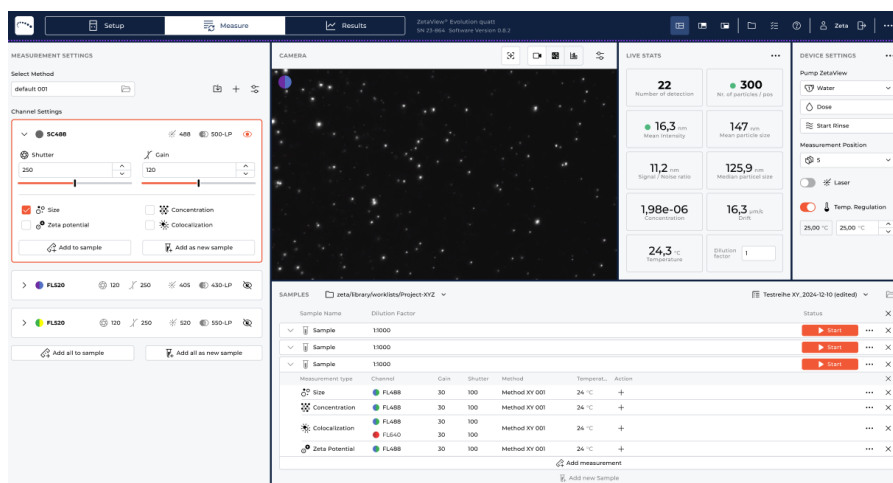 Setup Measure Results ZetaView® Evolution quatt Zeta
SN 23-864 Software Version 0.8.2
MEASUREMENT SETTINGS
Select Method
default 001
Channel Settings
SC488 488 500-LP
Shutter Gain
250 120
Size Concentration
Zeta potential Colocalization
Add to sample Add as new sample
FL520 120 250 405 430-LP
FL520 120 250 520 550-LP
Add all to sample Add all as new sample
CAMERA
LIVE STATS
22 300
Number of detection Nr. of particles / pos
16,3 nm 147 nm
Mean Intensity Mean particle size
11,2 nm 125,9 nm
Signal / Noise ratio Median particel size
1,98e-06 16,3 µm/s
Concentration Drift
24,3 °C Dilution factor 1
Temperature
DEVICE SETTINGS
Pump ZetaView
Water
Dose
Start Rinse
Measurement Position
5
Laser
Temp. Regulation
25,00 °C 25,00 °C
SAMPLES zeta/library/worklists/Project-XYZ Testreihe XY_2024-12-10 (edited)
Sample Name Dilution Factor Status
Sample 1:1000 Start
Sample 1:1000 Start
Sample 1:1000 Start
Measurement type Channel Gain Shutter Method Temperat... Action
Size FL488 30 100 Method XY 001 24 °C
Concentration FL488 30 100 Method XY 001 24 °C
Colocalization FL488 30 100 Method XY 001 24 °C
FL640 30 100
Zeta Potential FL488 30 100 Method XY 001 24 °C
Add measurement
Add new Sample